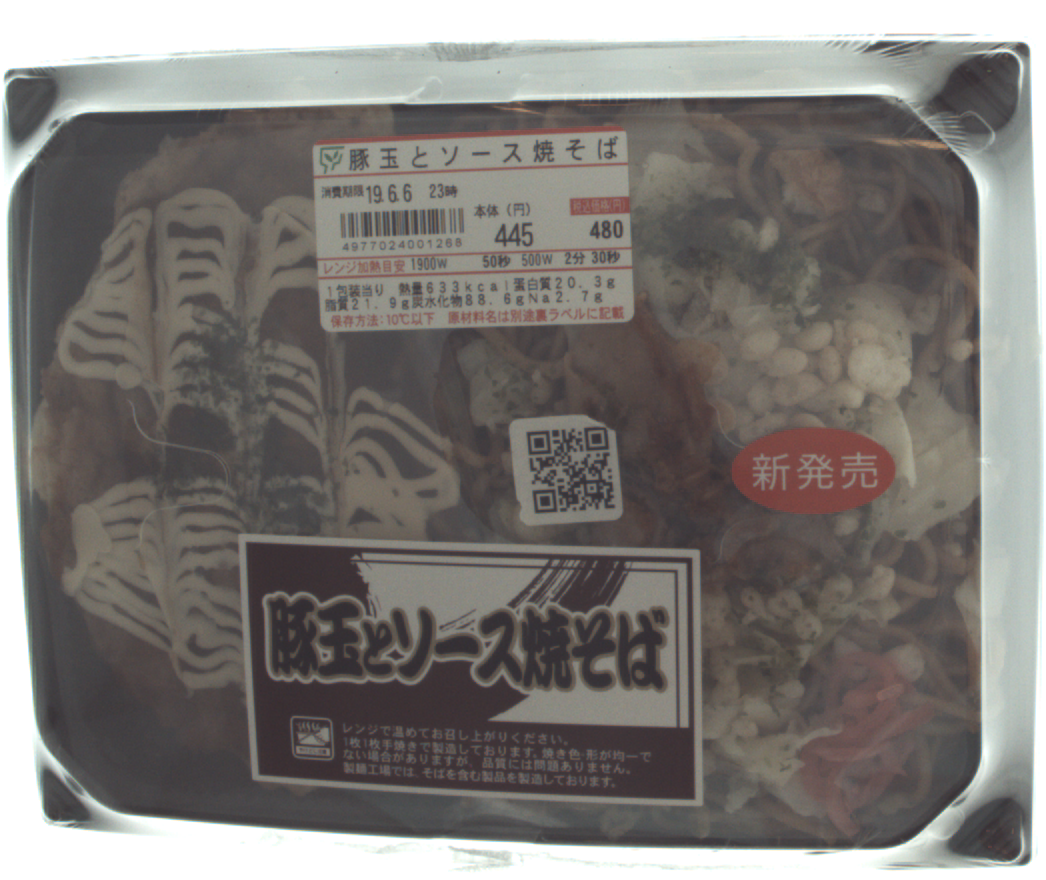 豚玉とソース焼そば
消費期限 19.6.6 23時
本体(円) 税込価格(円)
4977024001268 445 480
レンジ加熱目安 1900W 50秒 500W 2分30秒
1包装当り 熱量633kcal蛋白質20.3g
脂質21.9g炭水化物88.6gNa2.7g
保存方法:10℃以下 原材料名は別途裏ラベルに記載
新発売
豚玉とソース焼そば
レンジで温めてお召し上がりください。
1枚1枚手焼きで製造しております。焼き色・形が均一で
ない場合がありますが、品質には問題ありません。
製麺工場では、そばを含む製品を製造しております。